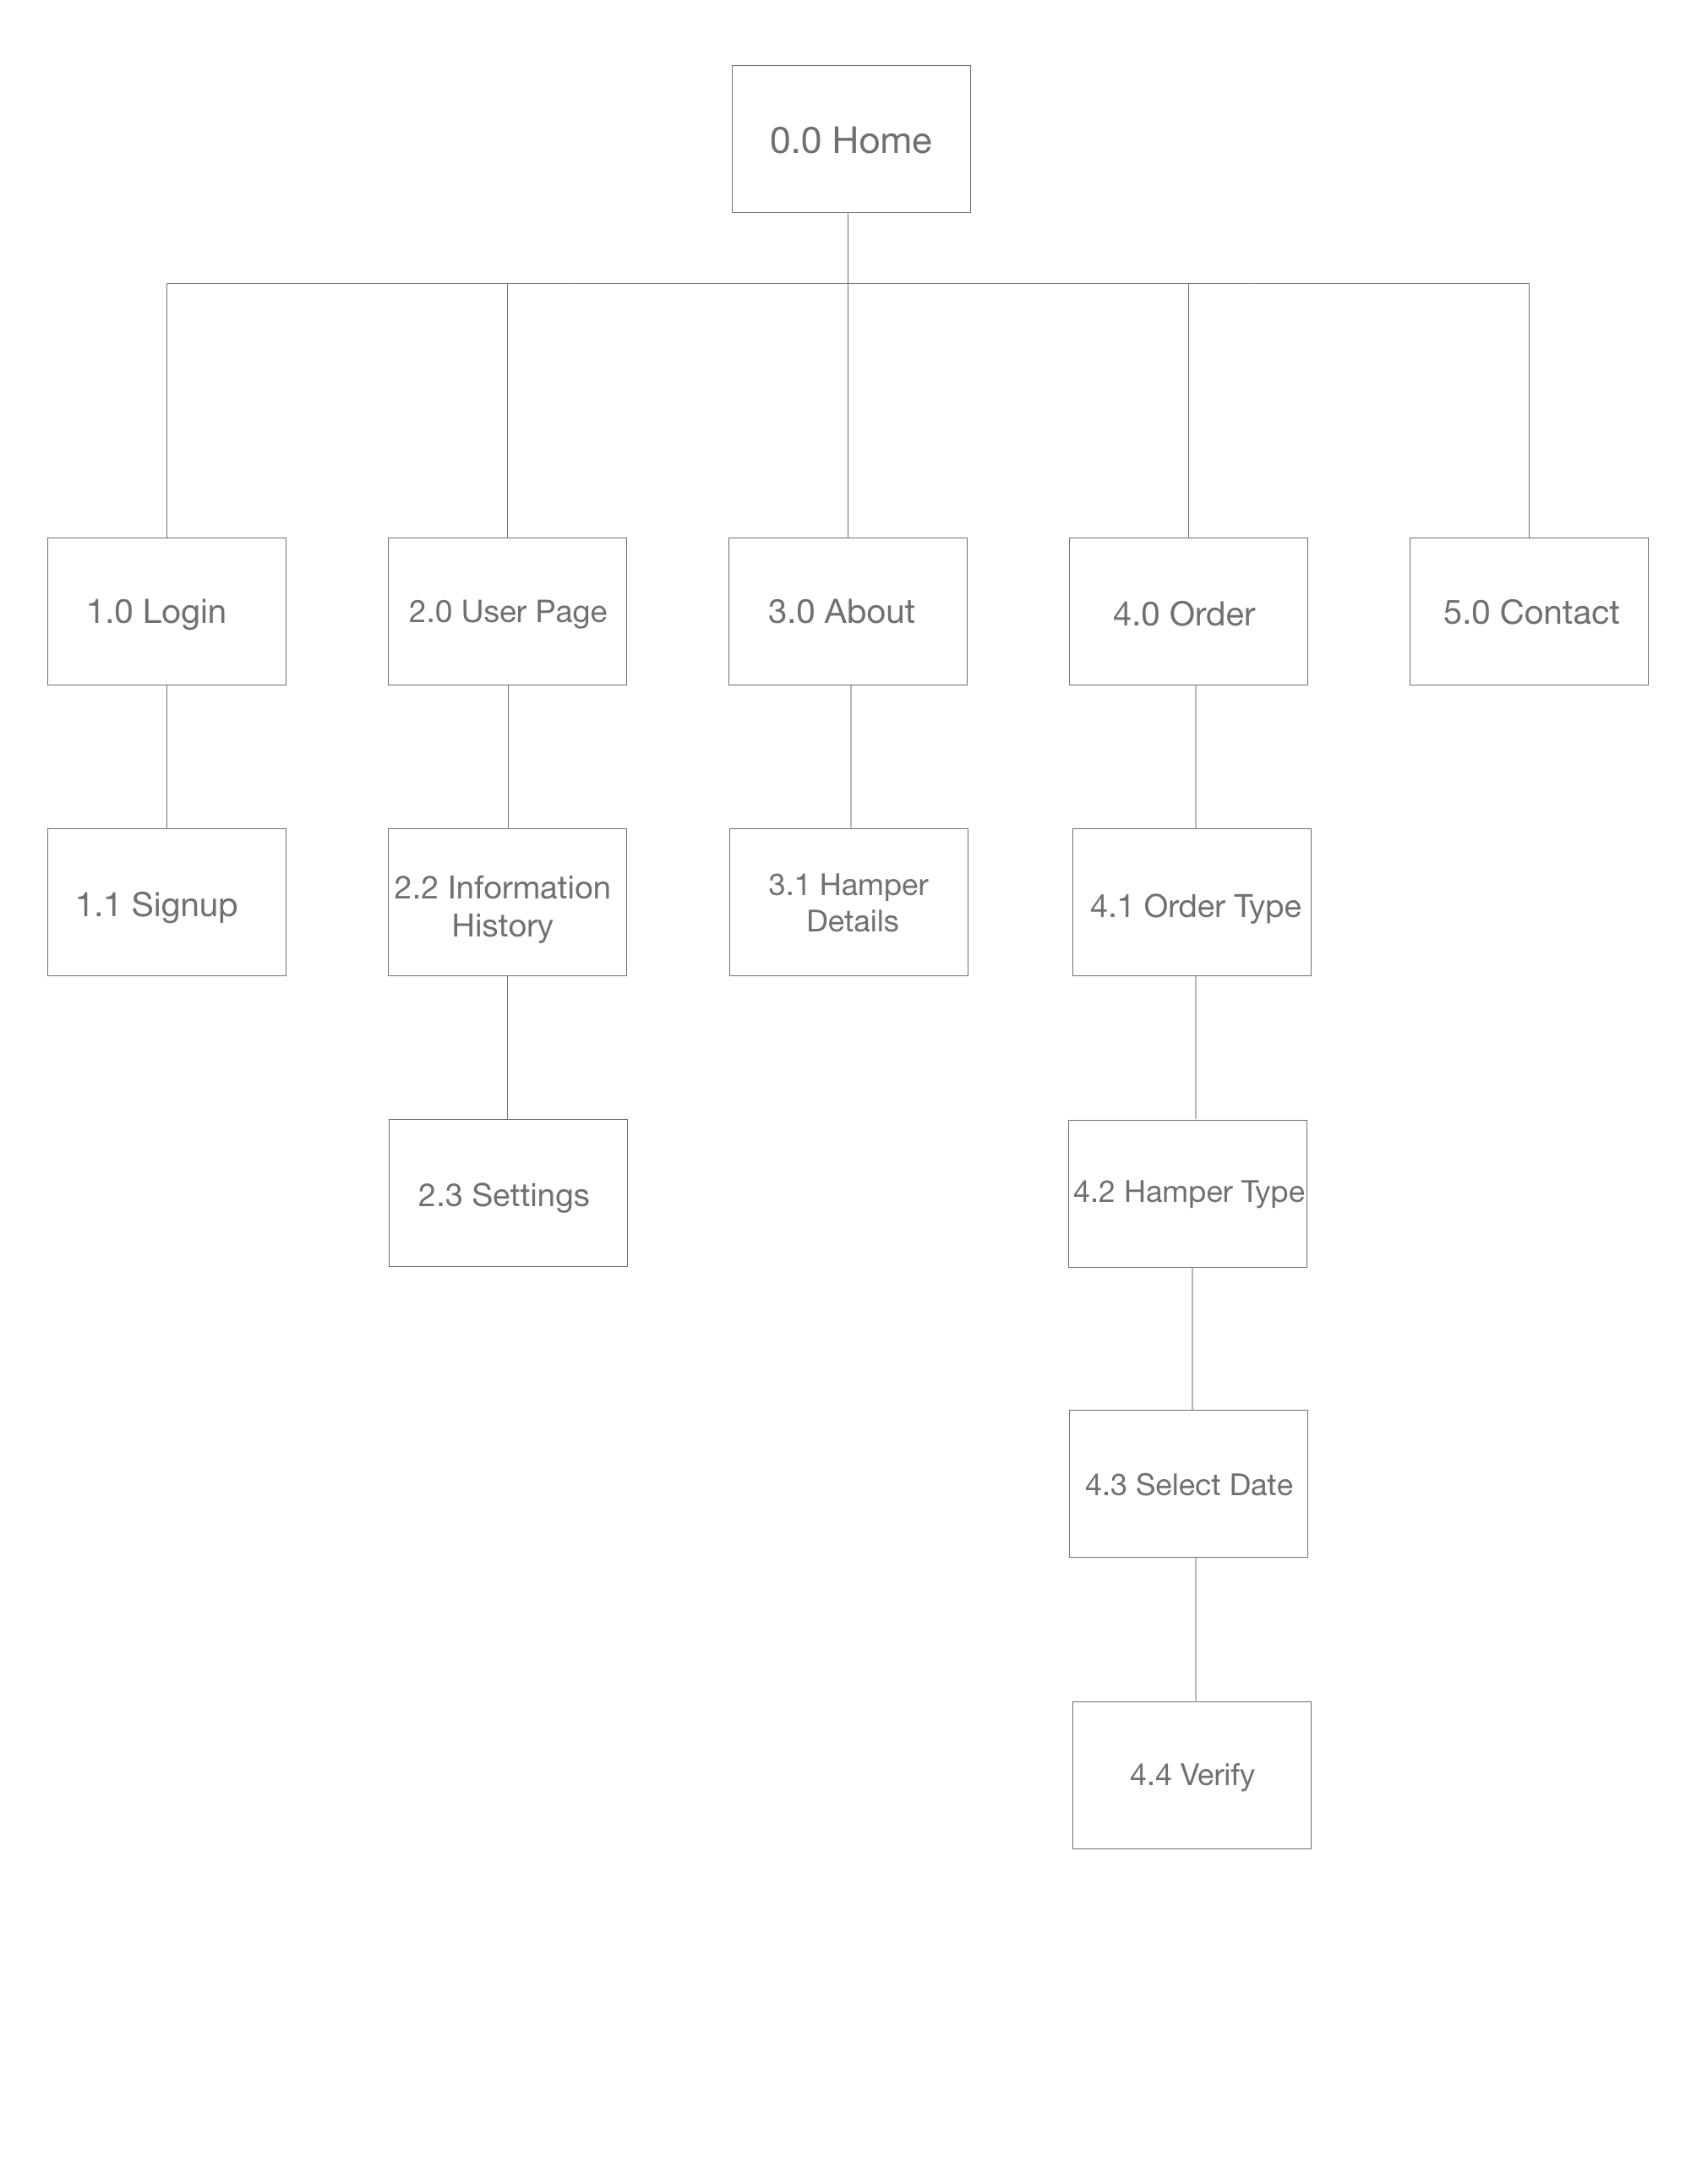 0.0 Home
1.0 Login
2.0 User Page
3.0 About
4.0 Order
5.0 Contact
1.1 Signup
2.2 Information
History
3.1 Hamper
Details
4.1 Order Type
2.3 Settings
4.2 Hamper Type
4.3 Select Date
4.4 Verify